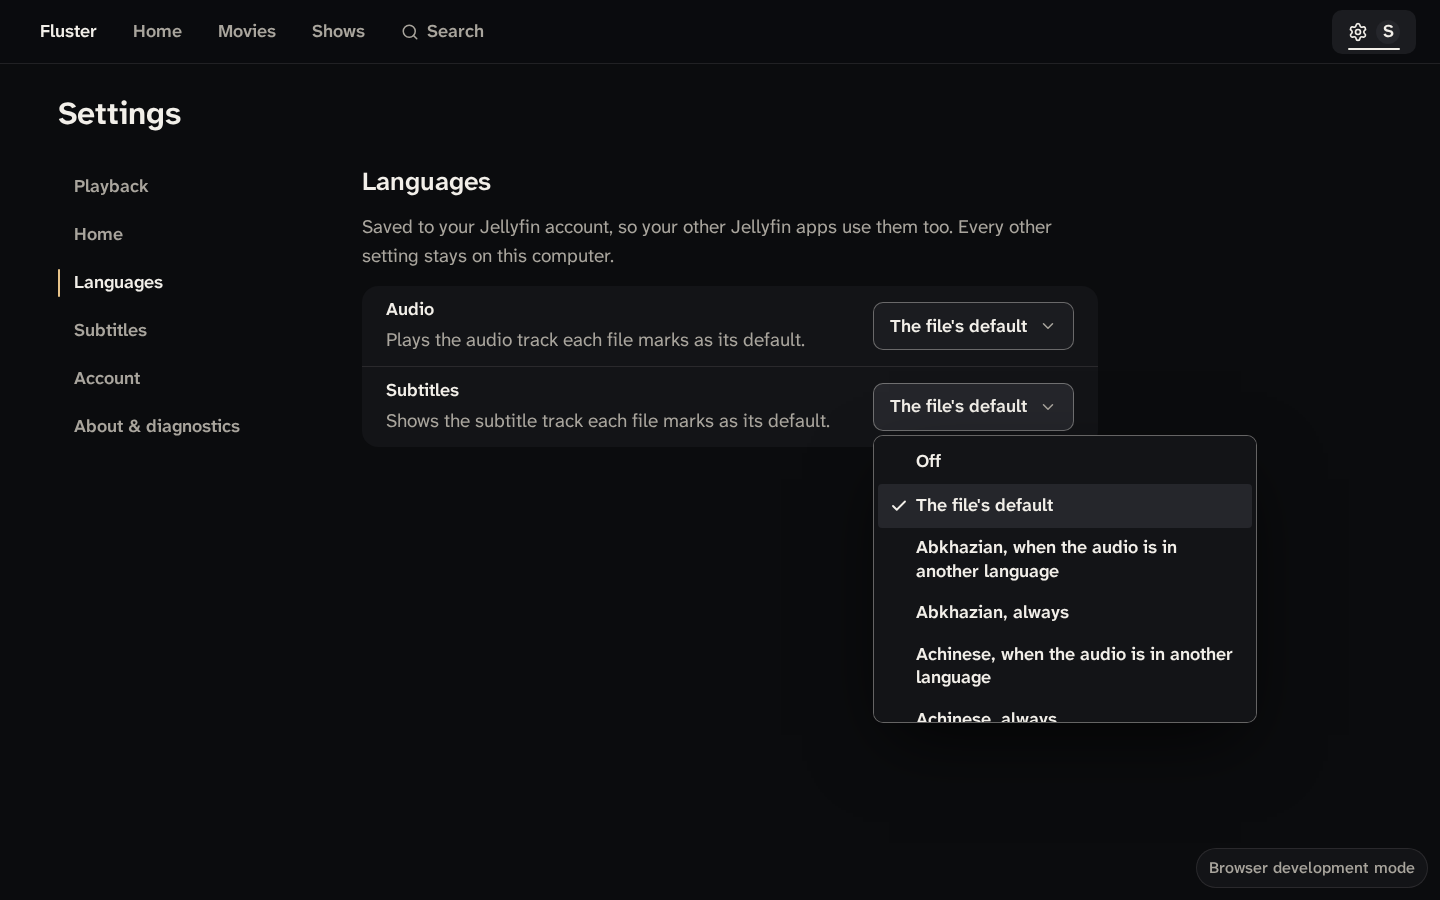 Fluster
Home
Movies
Shows
Search
S
Settings
Playback
Home
Languages
Subtitles
Account
About & diagnostics
Languages
Saved to your Jellyfin account, so your other Jellyfin apps use them too. Every other
setting stays on this computer.
Audio
Plays the audio track each file marks as its default.
The file's default
Subtitles
Shows the subtitle track each file marks as its default.
The file's default
Off
The file's default
Abkhazian, when the audio is in
another language
Abkhazian, always
Achinese, when the audio is in another
language
Achinese, always
Browser development mode